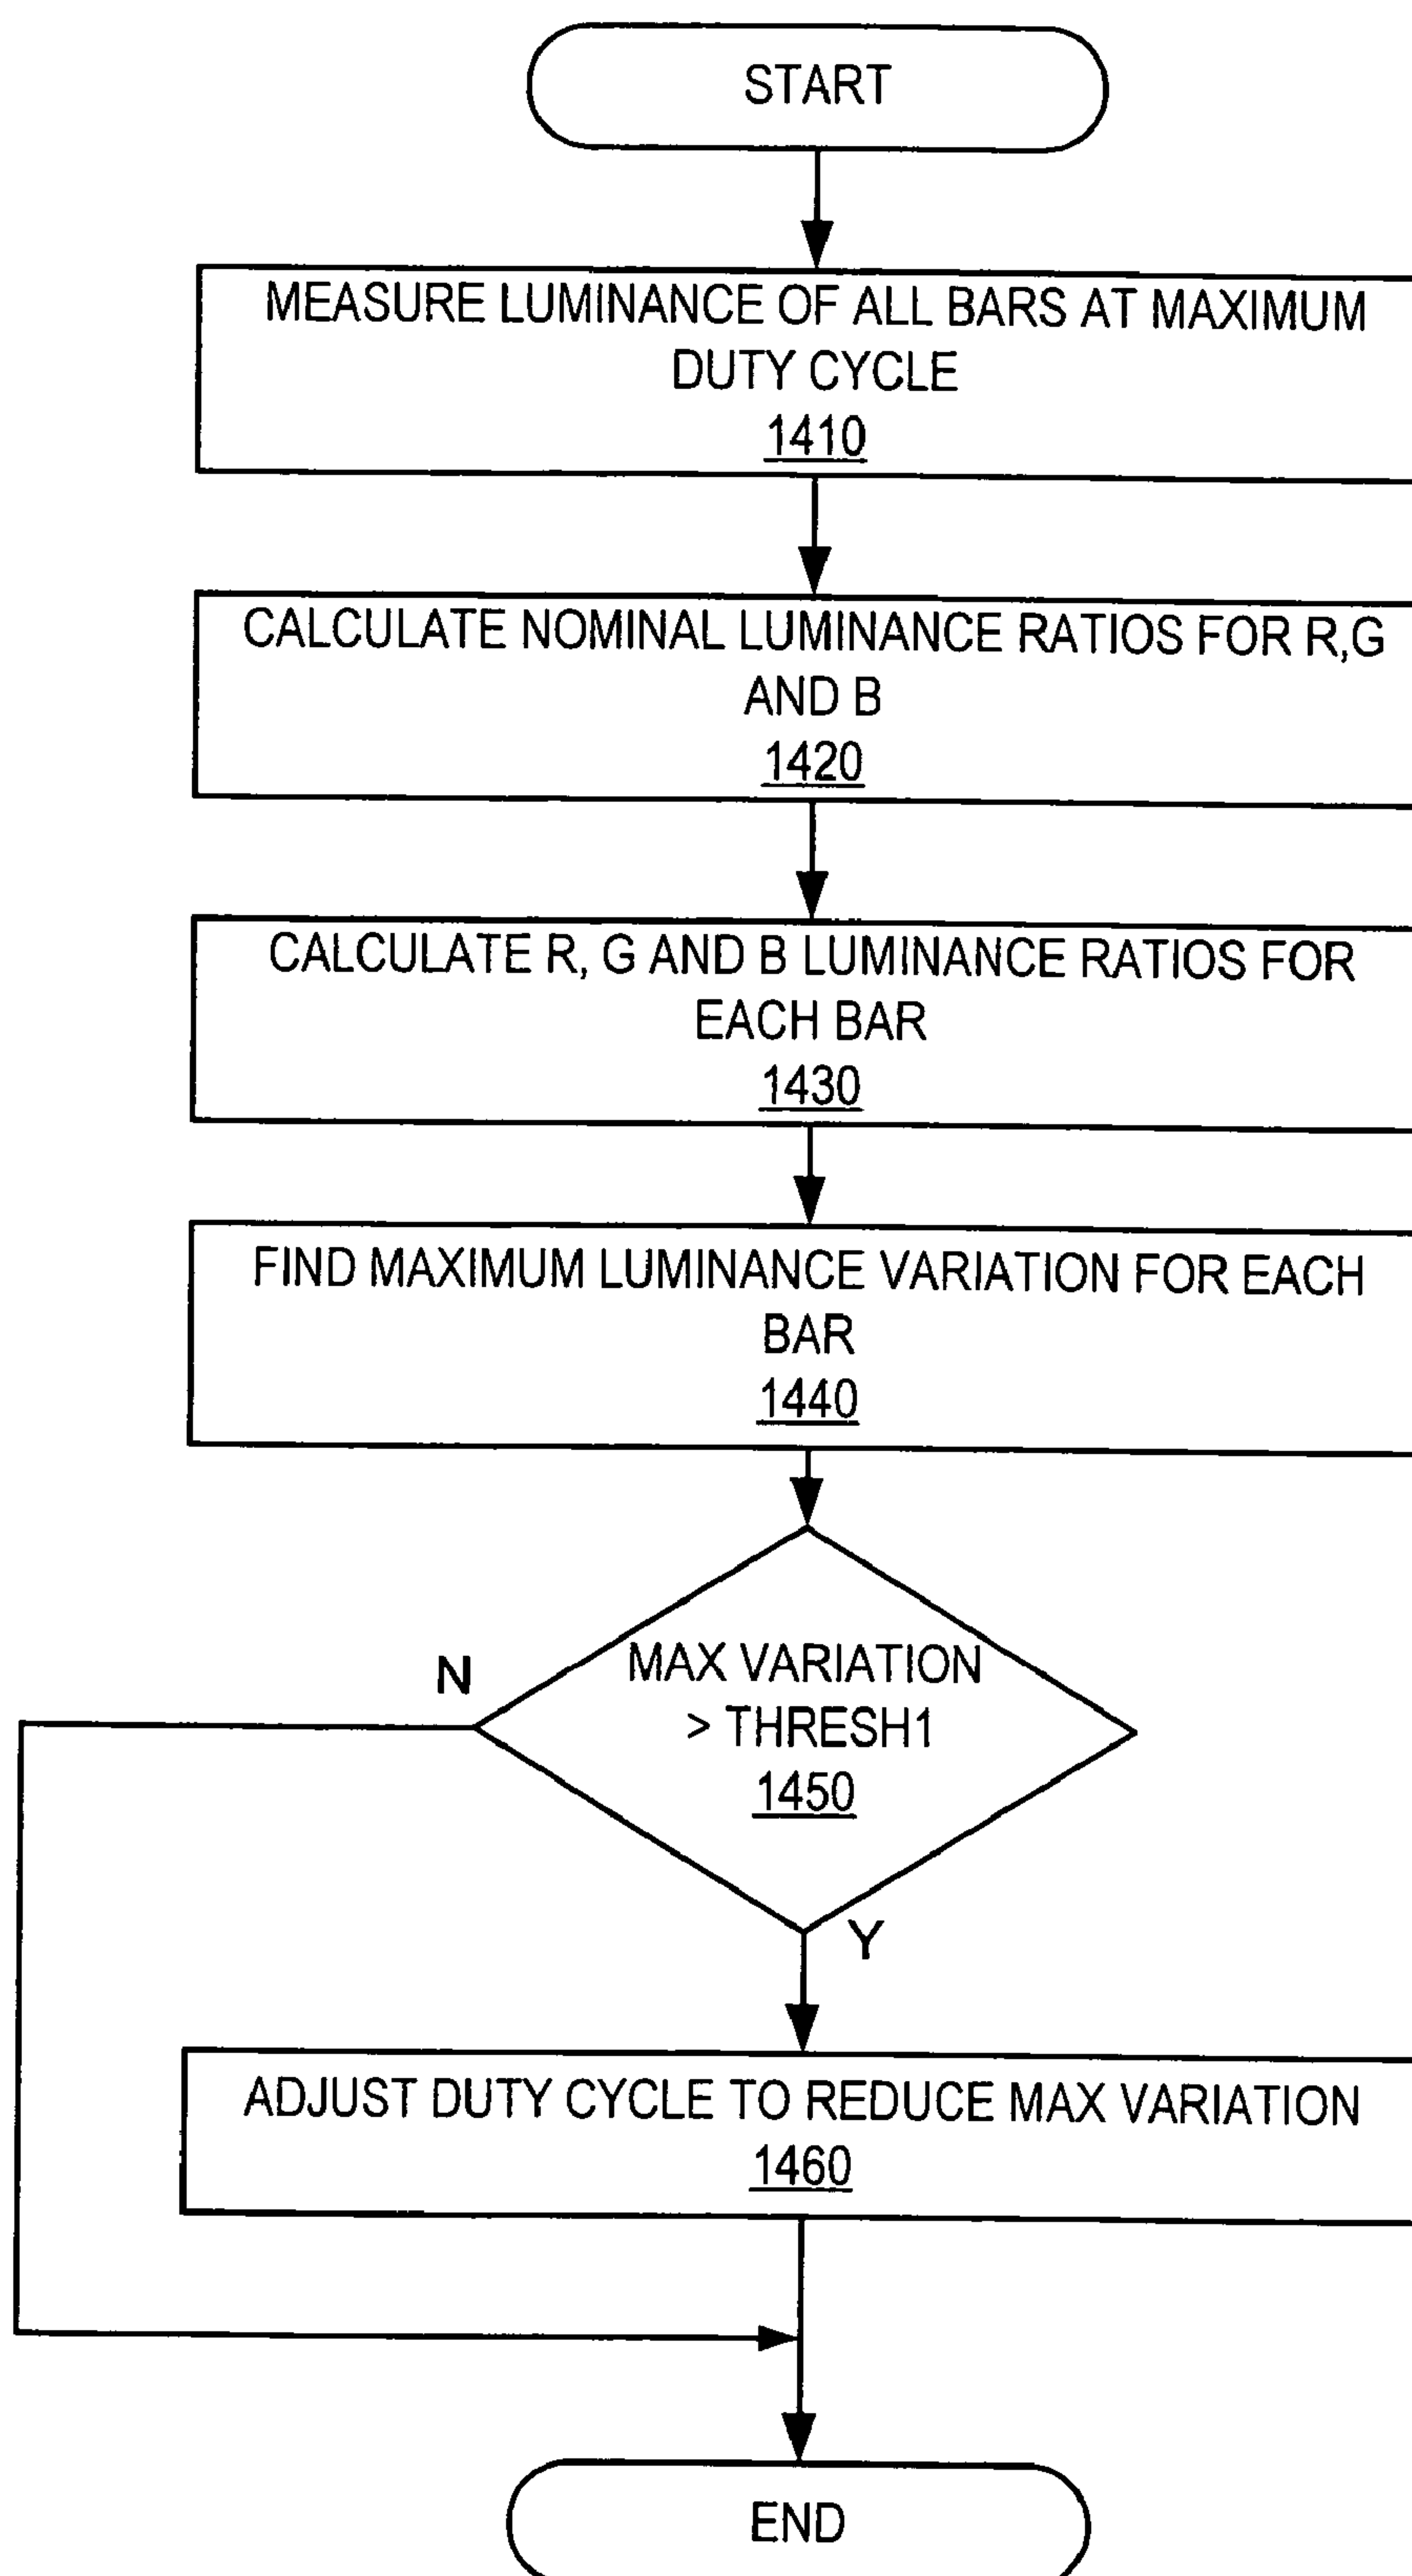 START
MEASURE LUMINANCE OF ALL BARS AT MAXIMUM
DUTY CYCLE
1410
CALCULATE NOMINAL LUMINANCE RATIOS FOR R,G
AND B
1420
CALCULATE R, G AND B LUMINANCE RATIOS FOR
EACH BAR
1430
FIND MAXIMUM LUMINANCE VARIATION FOR EACH
BAR
1440
N
MAX VARIATION
> THRESH1
1450
Y
ADJUST DUTY CYCLE TO REDUCE MAX VARIATION
1460
END